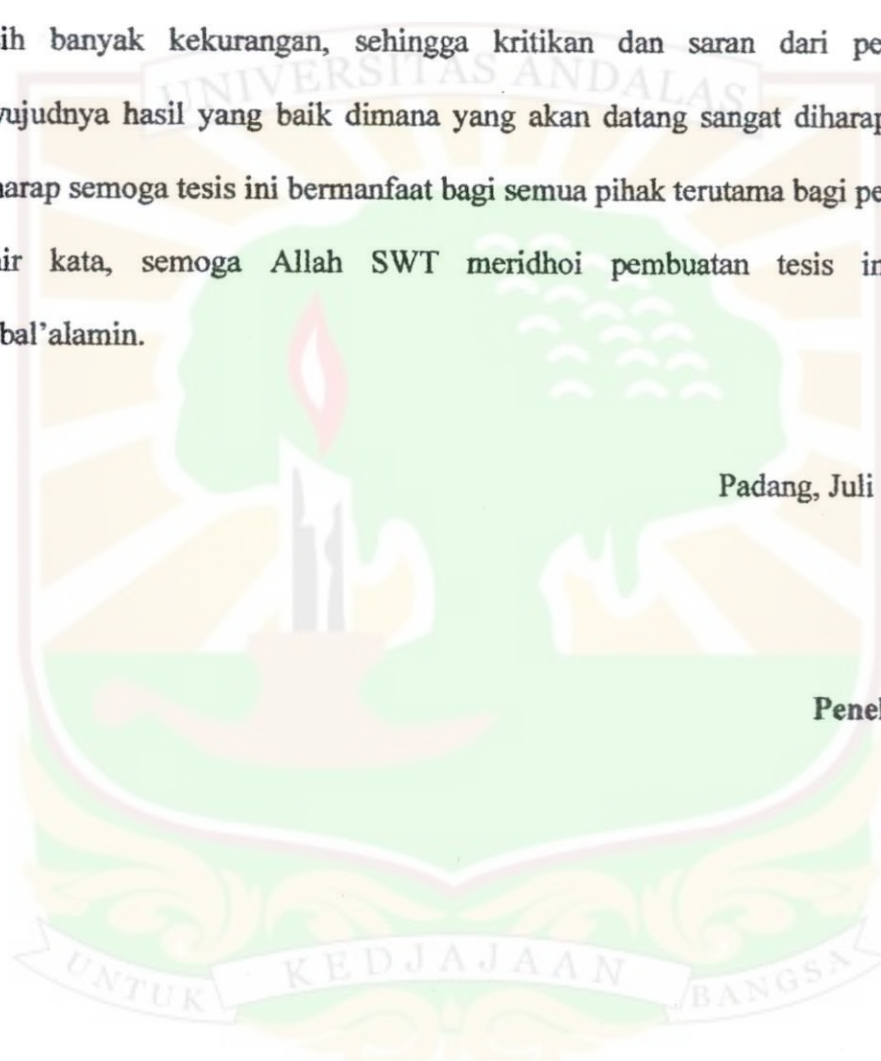 ih banyak kekurangan, sehingga kritikan dan saran dari pe
UNIVERSITAS ANDALAS
ujudnya hasil yang baik dimana yang akan datang sangat diharap
arap semoga tesis ini bermanfaat bagi semua pihak terutama bagi pe
ir kata, semoga Allah SWT meridhoi pembuatan tesis in
bal'alamin.
Padang, Juli
Penel
UNTUK KEDJAJAAN BANGSA